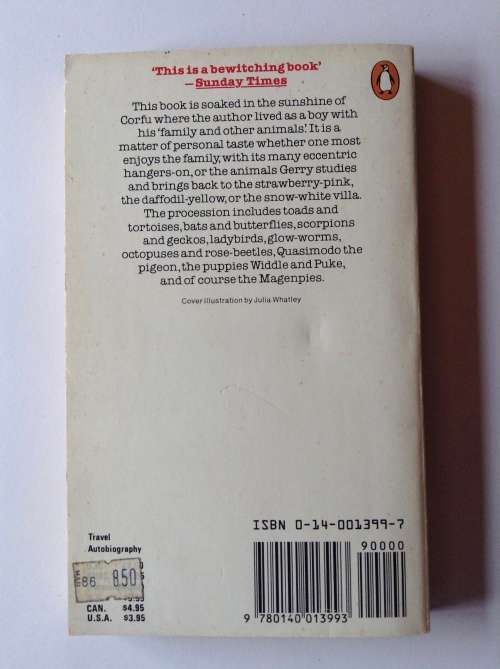 'This is a bewitching book'
– Sunday Times
This book is soaked in the sunshine of
Corfu where the author lived as a boy with
his 'family and other animals'. It is a
matter of personal taste whether one most
enjoys the family, with its many eccentric
hangers-on, or the animals Gerry studies
and brings back to the strawberry-pink,
the daffodil-yellow, or the snow-white villa.
The procession includes toads and
tortoises, bats and butterflies, scorpions
and geckos, ladybirds, glow-worms,
octopuses and rose-beetles, Quasimodo the
pigeon, the puppies Widdle and Puke,
and of course the Magenpies.
Cover illustration by Julia Whatley
ISBN 0-14-001399-7
90000
9 780140 013993
Travel
Autobiography
86 8.50
CAN. $4.95
U.S.A. $3.95